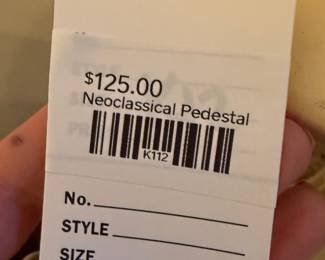 $125.00
Neoclassical Pedestal
K112
No.
STYLE
SIZE